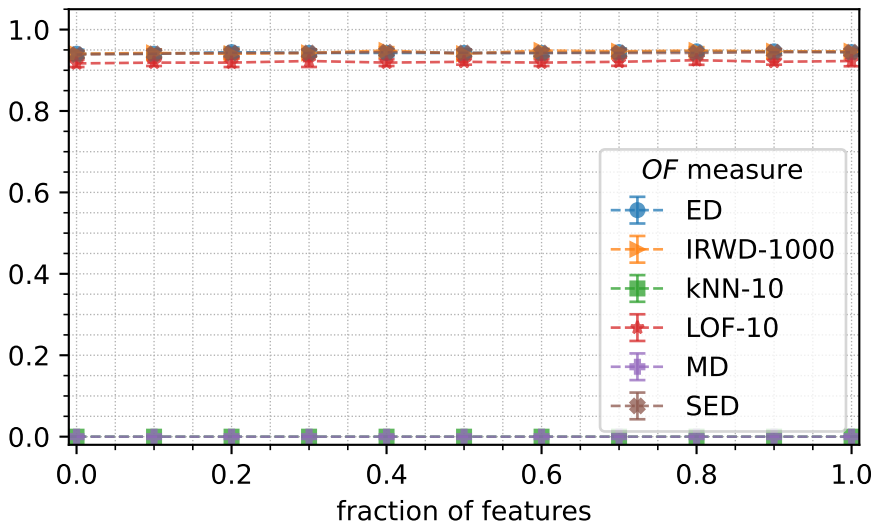 1.0
0.8
0.6
0.4
0.2
0.0
OF measure
ED
IRWD-1000
kNN-10
LOF-10
MD
SED
0.0 0.2 0.4 0.6 0.8 1.0
fraction of features